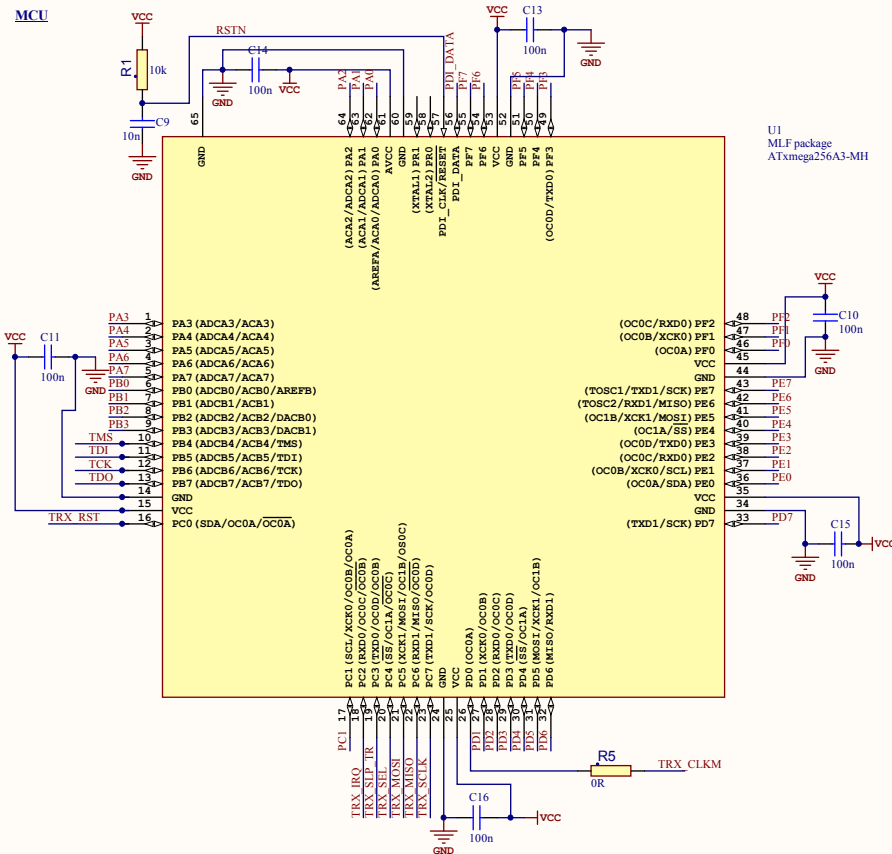 MCU
VCC
R1
10k
C9
10n
GND
RSTN
C14
100n
GND
VCC
PA2
PA1
PA0
PDI_DATA
PF7
PF6
VCC
C13
100n
GND
PF5
PF4
PF3
65
64
63
62
61
60
59
58
57
56
55
54
53
52
51
50
49
GND
(ACA2/ADCA2) PA2
(ACA1/ADCA1) PA1
(AREFA/ACA0/ADCA0) PA0
AVCC
GND
(XTAL1) PR1
(XTAL2) PR0
PDI_CLK/RESET
PDI_DATA
PF7
PF6
VCC
GND
PF5
PF4
(OC0D/TXD0) PF3
U1
MLF package
ATxmega256A3-MH
VCC
C11
100n
GND
PA3 1 PA3(ADCA3/ACA3)
PA4 2 PA4(ADCA4/ACA4)
PA5 3 PA5(ADCA5/ACA5)
PA6 4 PA6(ADCA6/ACA6)
PA7 5 PA7(ADCA7/ACA7)
PB0 6 PB0(ADCB0/ACB0/AREFB)
PB1 7 PB1(ADCB1/ACB1)
PB2 8 PB2(ADCB2/ACB2/DACB0)
PB3 9 PB3(ADCB3/ACB3/DACB1)
TMS 10 PB4(ADCB4/ACB4/TMS)
TDI 11 PB5(ADCB5/ACB5/TDI)
TCK 12 PB6(ADCB6/ACB6/TCK)
TDO 13 PB7(ADCB7/ACB7/TDO)
14 GND
15 VCC
TRX_RST 16 PC0(SDA/OC0A/OC0A)
VCC
C10
100n
GND
(OC0C/RXD0)PF2 48 PF2
(OC0B/XCK0)PF1 47 PF1
(OC0A)PF0 46 PF0
VCC 45
GND 44
(TOSC1/TXD1/SCK)PE7 43 PE7
(TOSC2/RXD1/MISO)PE6 42 PE6
(OC1B/XCK1/MOSI)PE5 41 PE5
(OC1A/SS)PE4 40 PE4
(OC0D/TXD0)PE3 39 PE3
(OC0C/RXD0)PE2 38 PE2
(OC0B/XCK0/SCL)PE1 37 PE1
(OC0A/SDA)PE0 36 PE0
VCC 35
GND 34
(TXD1/SCK)PD7 33 PD7
C15
100n
GND
VCC
PC1(SCL/XCK0/OC0B/OC0A)
PC2(RXD0/OC0C/OC0B)
PC3(TXD0/OC0D/OC0B)
PC4(SS/OC1A/OC0C)
PC5(XCK1/MOSI/OC1B/OS0C)
PC6(RXD1/MISO/OC0D)
PC7(TXD1/SCK/OC0D)
GND
VCC
PD0(OC0A)
PD1(XCK0/OC0B)
PD2(RXD0/OC0C)
PD3(TXD0/OC0D)
PD4(SS/OC1A)
PD5(MOSI/XCK1/OC1B)
PD6(MISO/RXD1)
17
18
19
20
21
22
23
24
25
26
27
28
29
30
31
32
PC1
TRX_IRQ
TRX_SLP_TR
TRX_SEL
TRX_MOSI
TRX_MISO
TRX_SCLK
PD1
PD2
PD3
PD4
PD5
PD6
R5
0R
TRX_CLKM
C16
100n
GND
VCC